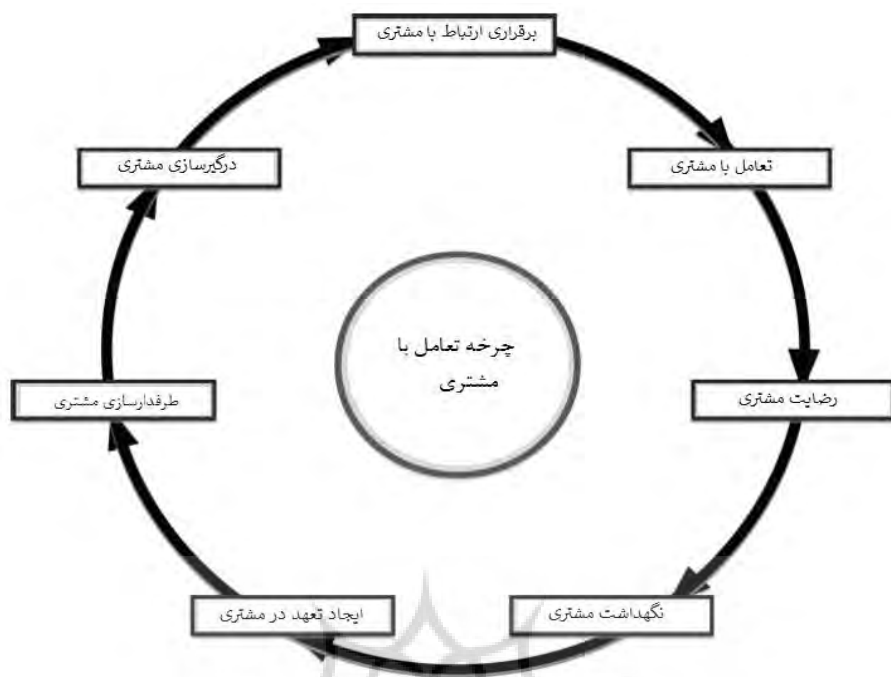 برقراری ارتباط با مشتری
تعامل با مشتری
رضایت مشتری
نگهداشت مشتری
ایجاد تعهد در مشتری
طرفدارسازی مشتری
درگیرسازی مشتری
چرخه تعامل با
مشتری